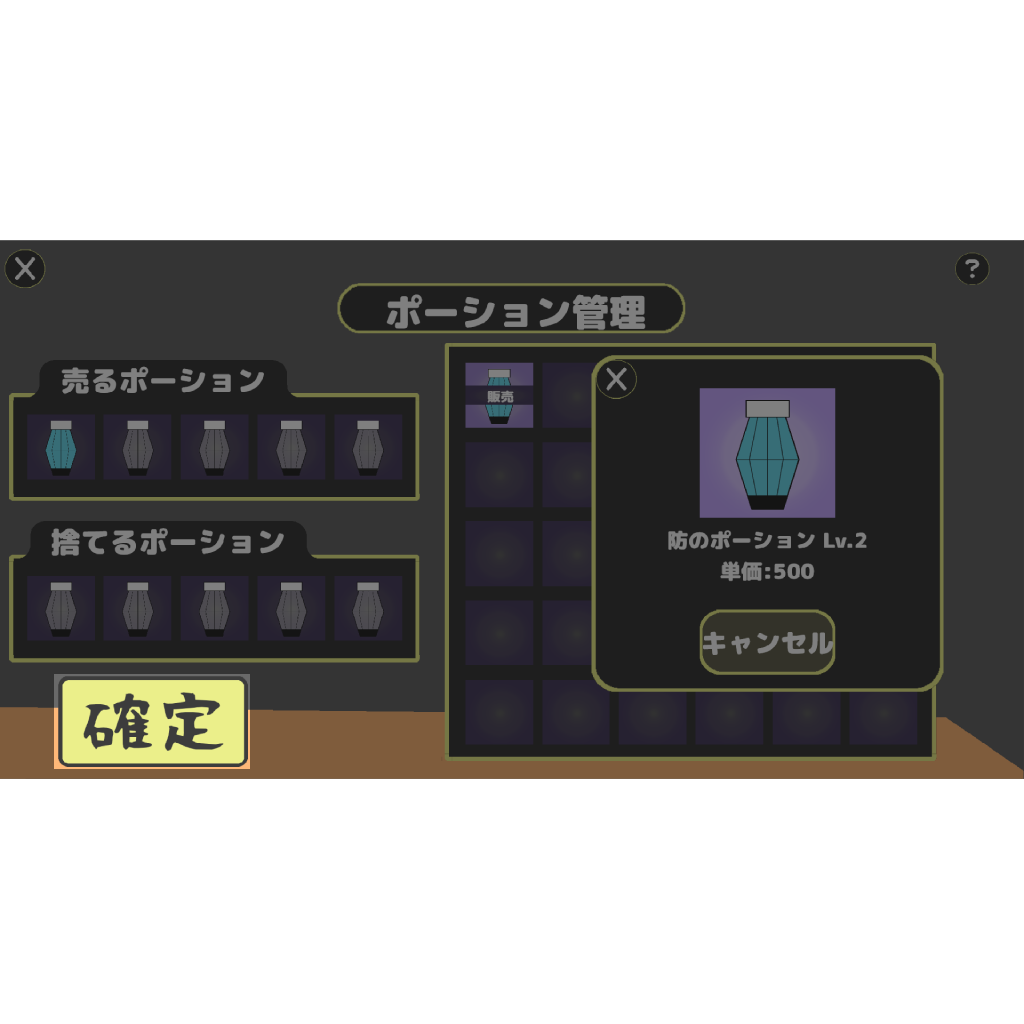 X
?
ポーション管理
売るポーション
捨てるポーション
確定
販売
X
防のポーション Lv.2
単価:500
キャンセル